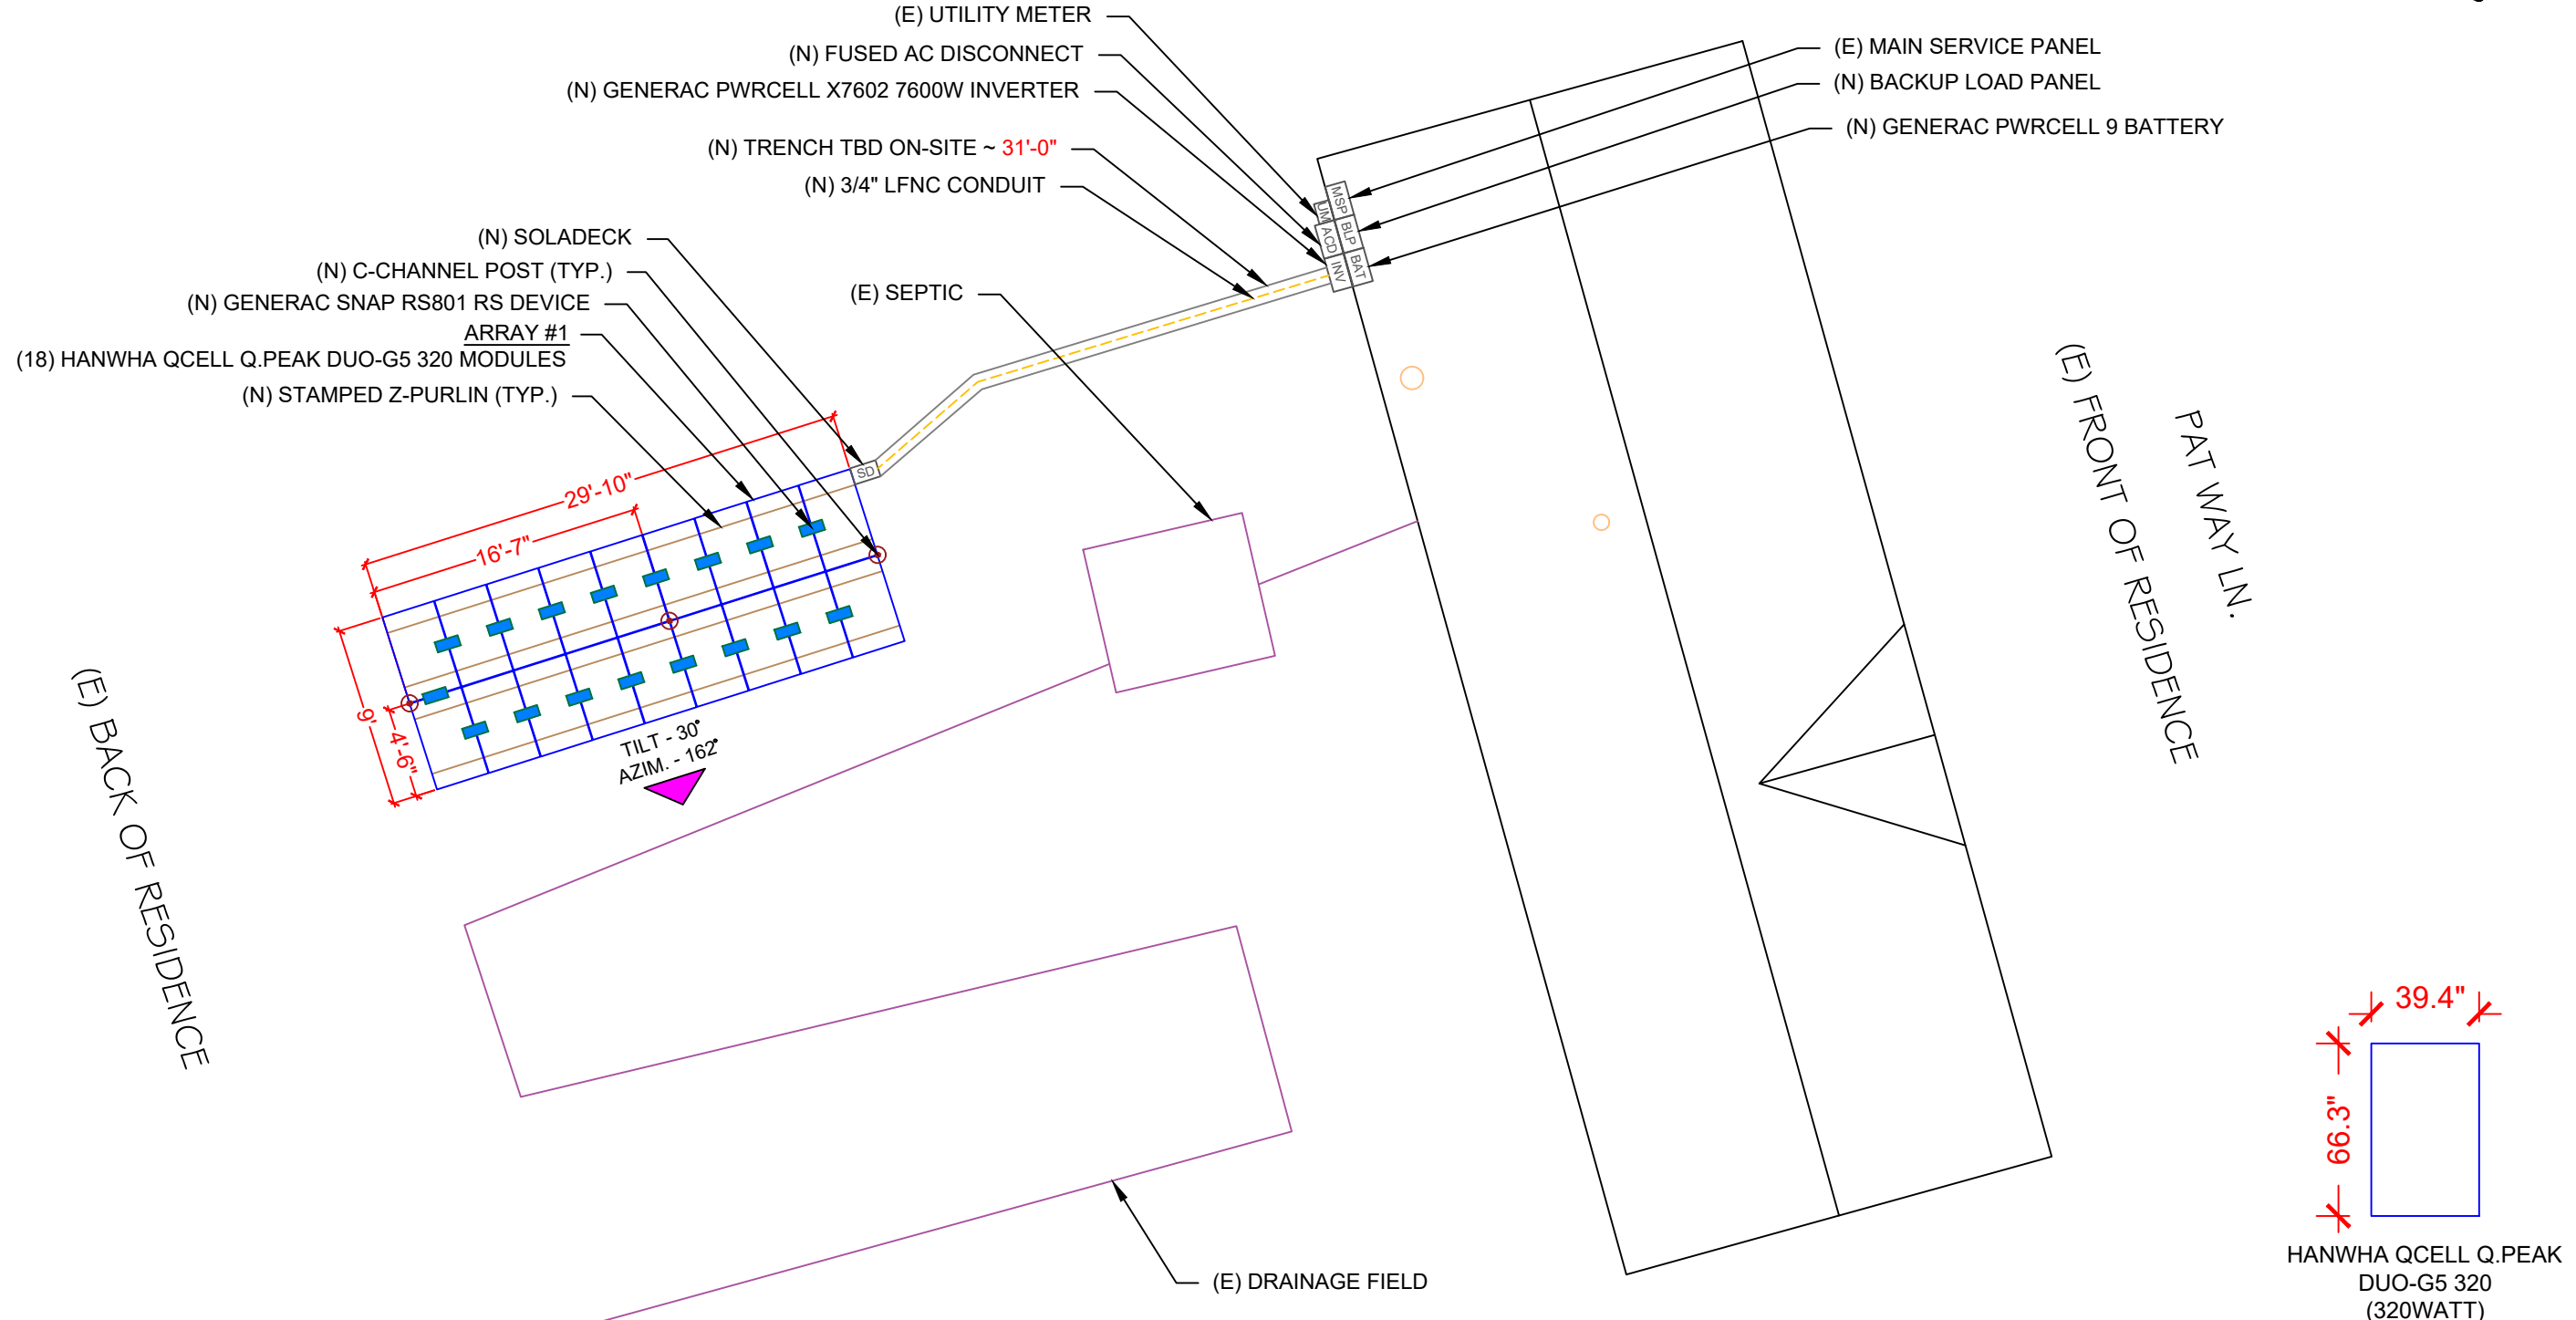 (E) UTILITY METER
(N) FUSED AC DISCONNECT
(N) GENERAC PWRCELL X7602 7600W INVERTER
(N) TRENCH TBD ON-SITE ~ 31'-0"
(N) 3/4" LFNC CONDUIT
(E) MAIN SERVICE PANEL
(N) BACKUP LOAD PANEL
(N) GENERAC PWRCELL 9 BATTERY
MSP
UM
BLP
ACD
BAT
INV
(N) SOLADECK
(N) C-CHANNEL POST (TYP.)
(N) GENERAC SNAP RS801 RS DEVICE
ARRAY #1
(18) HANWHA QCELL Q.PEAK DUO-G5 320 MODULES
(N) STAMPED Z-PURLIN (TYP.)
(E) SEPTIC
SD
29'-10"
16'-7"
9'
4'-6"
TILT - 30°
AZIM. - 162°
(E) BACK OF RESIDENCE
(E) FRONT OF RESIDENCE
PAT WAY LN.
(E) DRAINAGE FIELD
39.4"
66.3"
HANWHA QCELL Q.PEAK
DUO-G5 320
(320WATT)